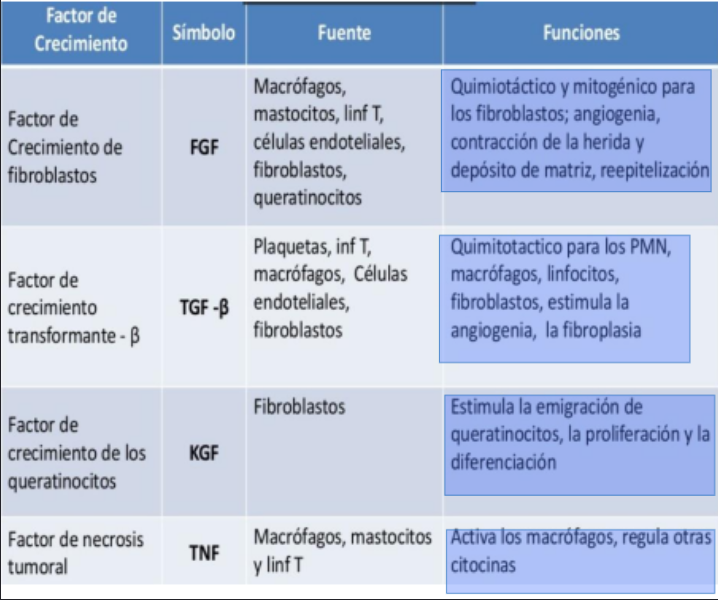 Factor de
Crecimiento
Símbolo
Fuente
Funciones
Factor de
Crecimiento de
fibroblastos
FGF
Macrófagos,
mastocitos, linf T,
células endoteliales,
fibroblastos,
queratinocitos
Quimiotáctico y mitogénico para
los fibroblastos; angiogenia,
contracción de la herida y
depósito de matriz, reepitelización
Factor de
crecimiento
transformante - β
TGF -β
Plaquetas, inf T,
macrófagos, Células
endoteliales,
fibroblastos
Quimitotactico para los PMN,
macrófagos, linfocitos,
fibroblastos, estimula la
angiogenia, la fibroplasia
Factor de
crecimiento de los
queratinocitos
KGF
Fibroblastos
Estimula la emigración de
queratinocitos, la proliferación y la
diferenciación
Factor de necrosis
tumoral
TNF
Macrófagos, mastocitos
y linf T
Activa los macrófagos, regula otras
citocinas